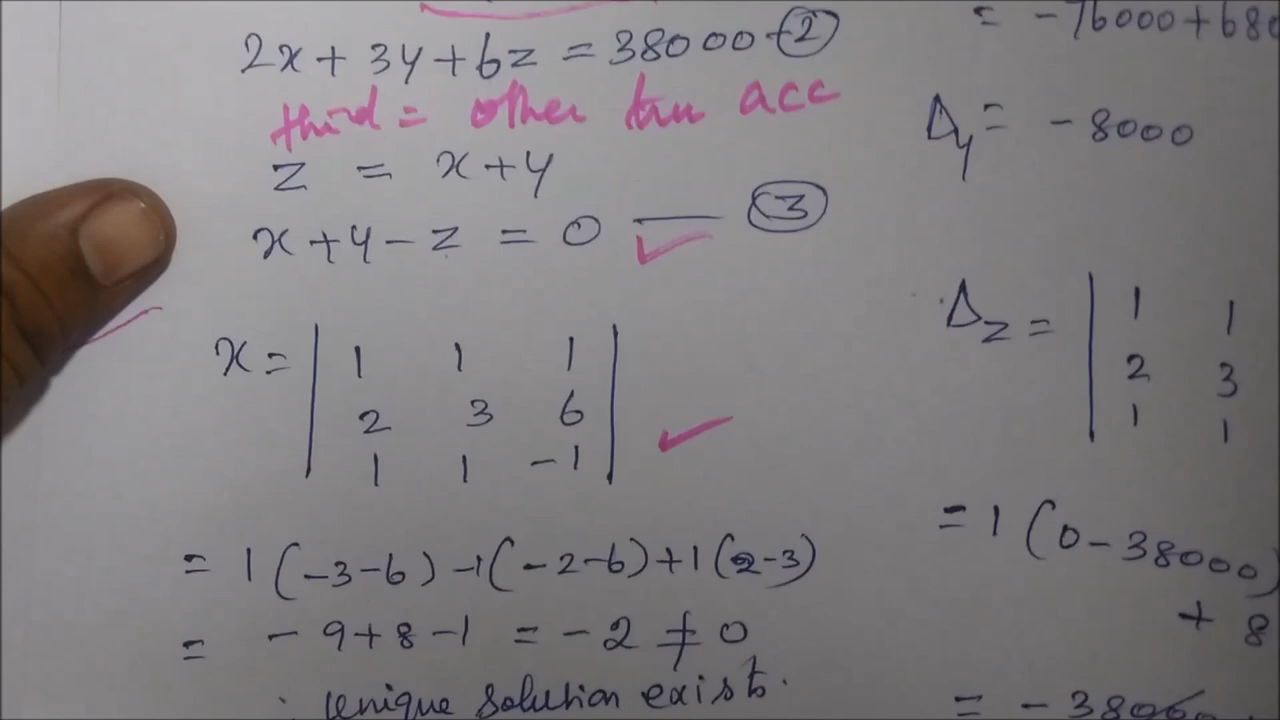 2x + 3y + 6z = 38000 - ②
third = other two acc
z = x + y
x + y - z = 0 — ③
x = | 1 1 1 |
| 2 3 6 |
| 1 1 -1 |
= 1 (-3-6) -1(-2-6) +1(2-3)
= -9+8-1 = -2 ≠ 0
∴ unique solution exists.
= -76000+680
Δy = -8000
Δz = | 1 1
| 2 3
| 1 1
= 1 (0-38000)
+ 8
= -38000